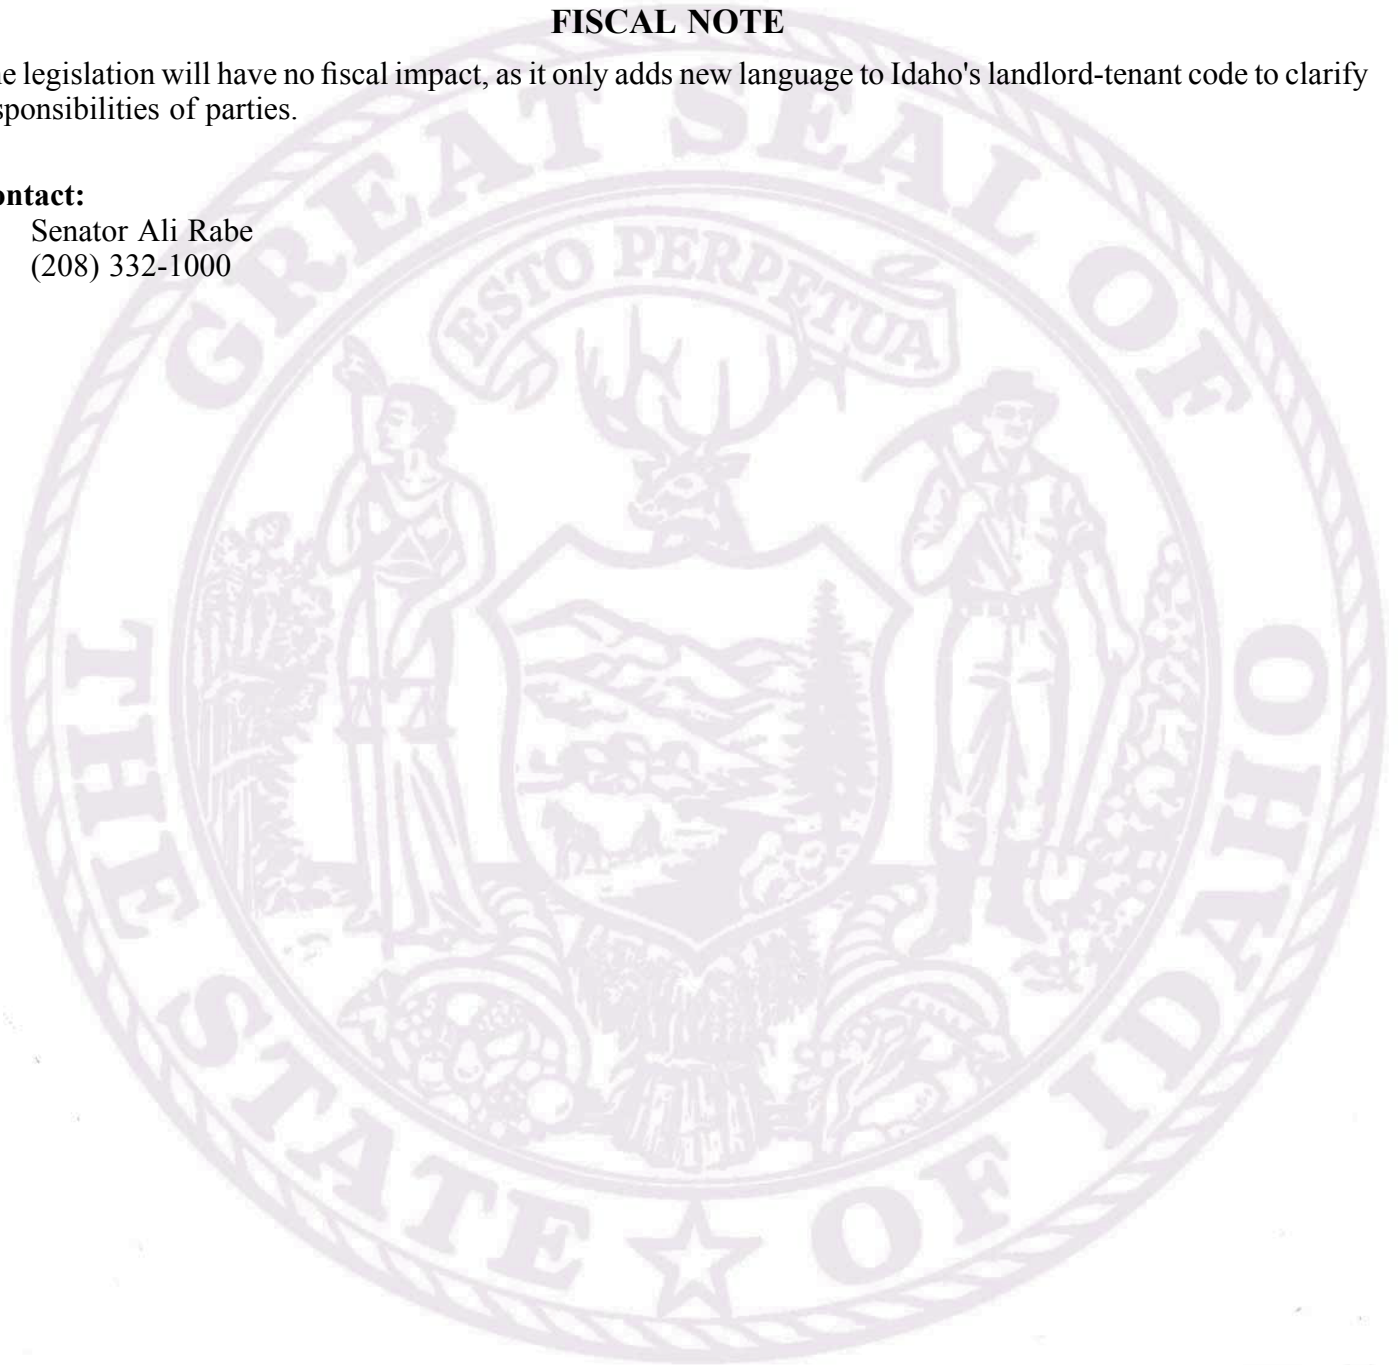 FISCAL NOTE
he legislation will have no fiscal impact, as it only adds new language to Idaho's landlord-tenant code to clarify
sponsibilities of parties.
ontact:
Senator Ali Rabe
(208) 332-1000
THE GREAT SEAL OF
STATE ★ OF IDAHO
ESTO PERPETUA